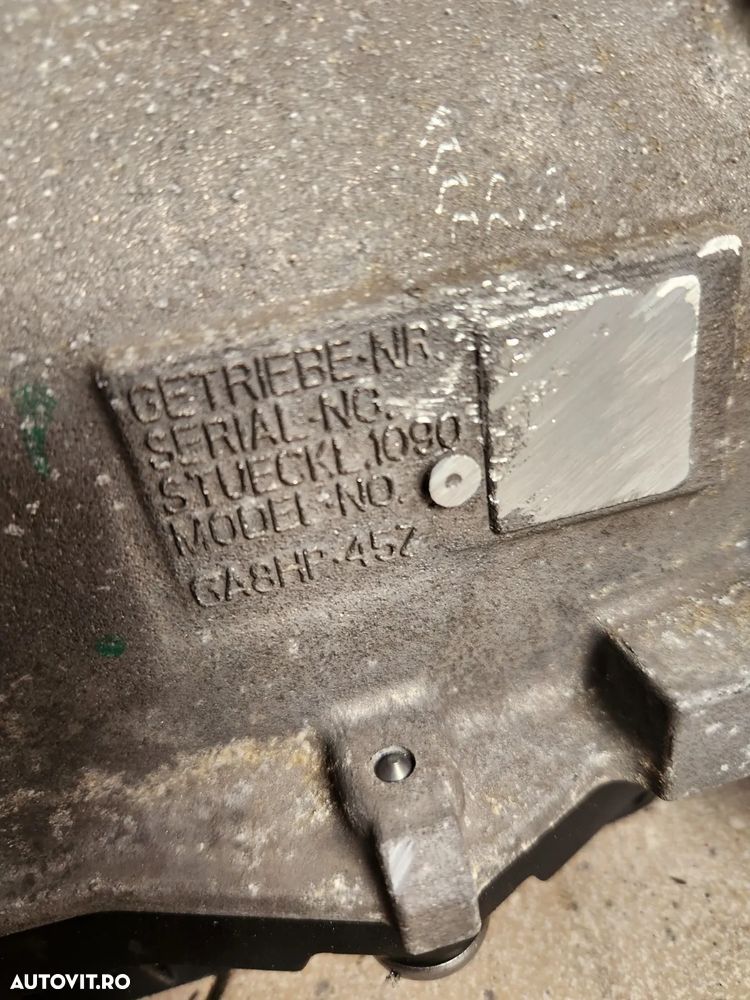 GETRIEBE-NR.
SERIAL-NO.
STUECKL.1090
MODEL-NO.
GA8HP-45Z
AUTOVIT.RO